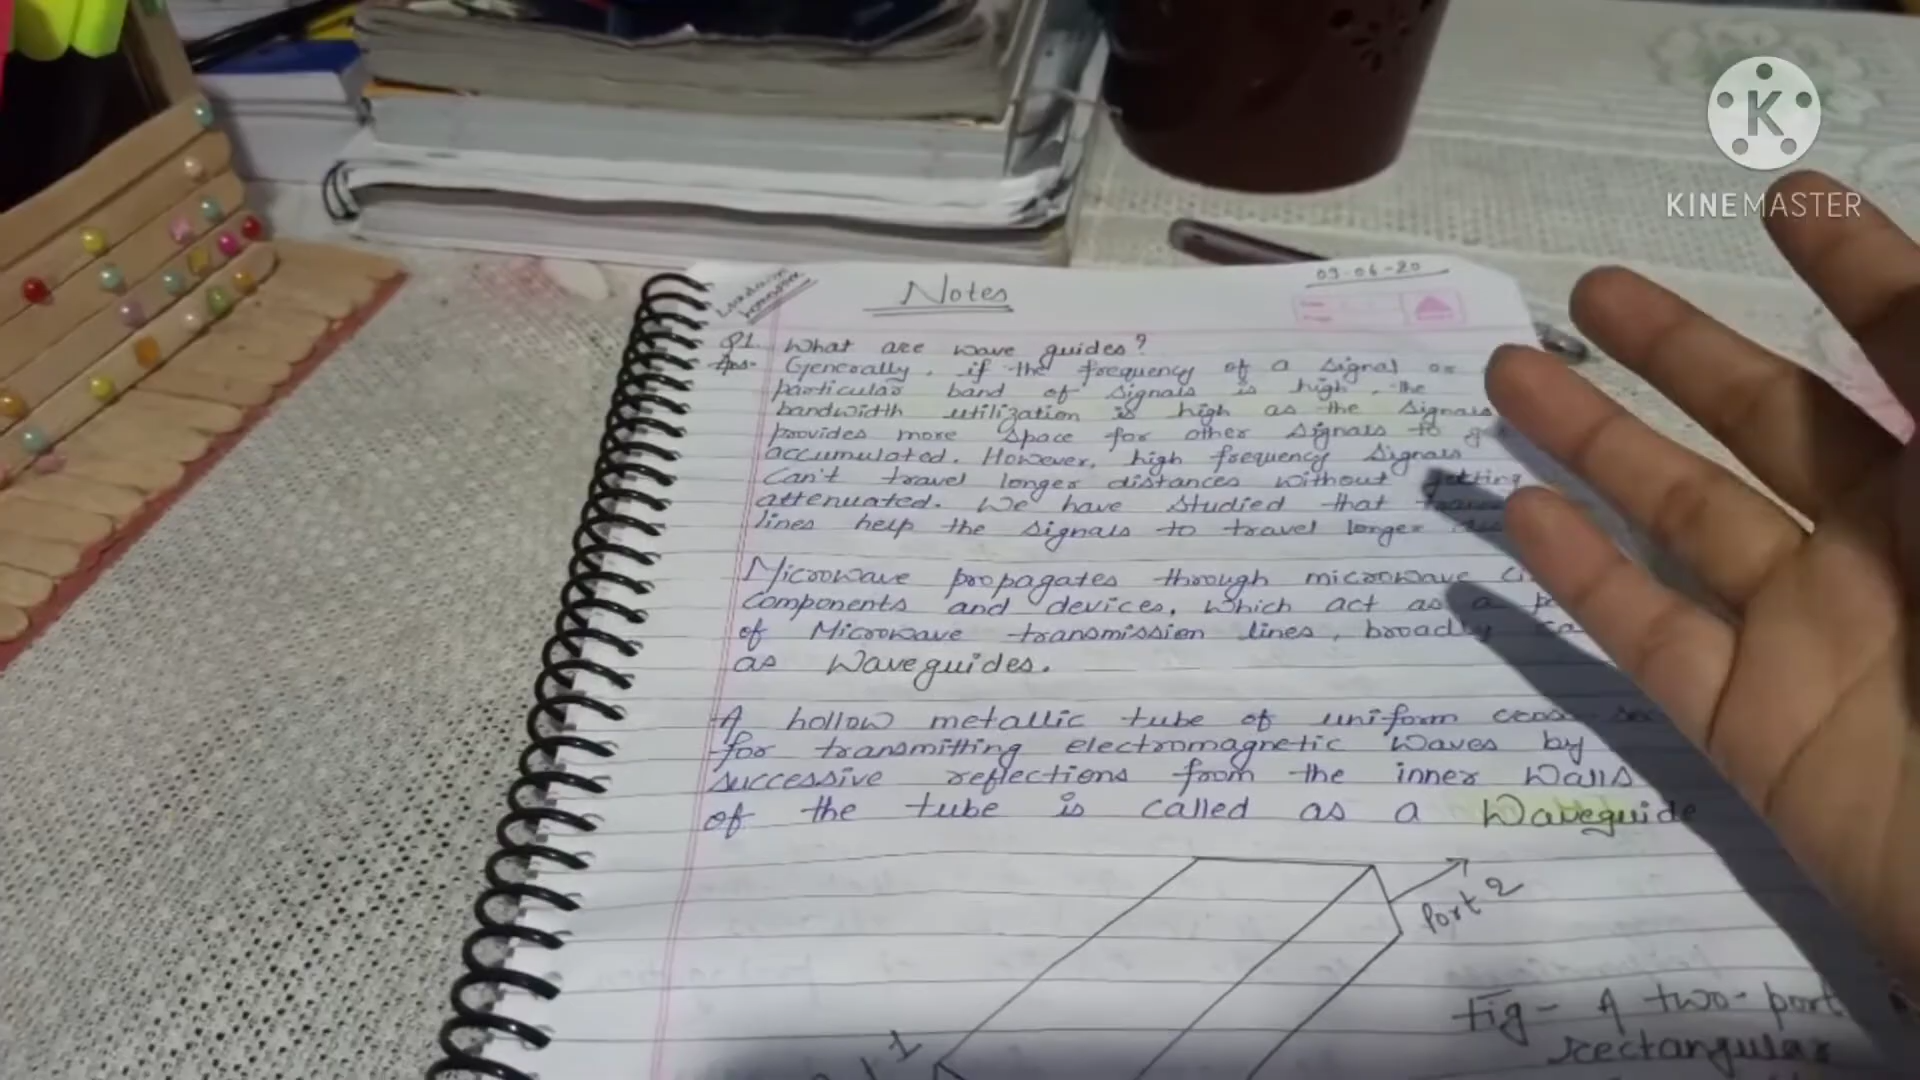 KINEMASTER
Notes
03-06-20
Q1. What are wave guides?
Ans- Generally, if the frequency of a signal or
particular band of signals is high, the
bandwidth utilization is high as the signals
provides more space for other signals to
accumulated. However, high frequency signals
Can't travel longer distances without getting
attenuated. We have studied that
lines help the signals to travel longer
Microwave propagates through microwave
components and devices, which act as a
of Microwave transmission lines, broadly
as Waveguides.
A hollow metallic tube of uniform
for transmitting electromagnetic waves by
successive reflections from the inner walls
of the tube is called as a Waveguide
Port 2
1
Fig- A two-port
rectangular